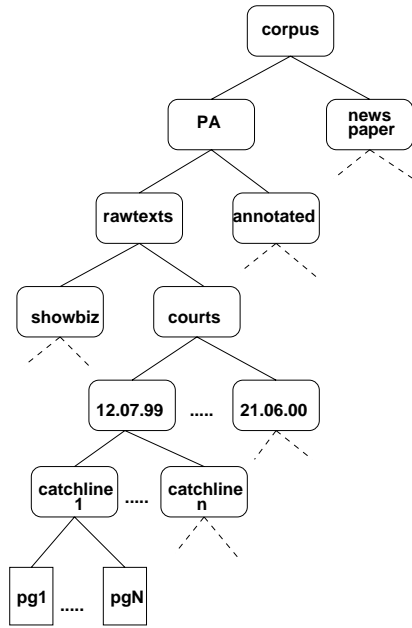 corpus
PA
news
paper
rawtexts
annotated
showbiz
courts
12.07.99
.....
21.06.00
catchline
1
.....
catchline
n
pg1
.....
pgN